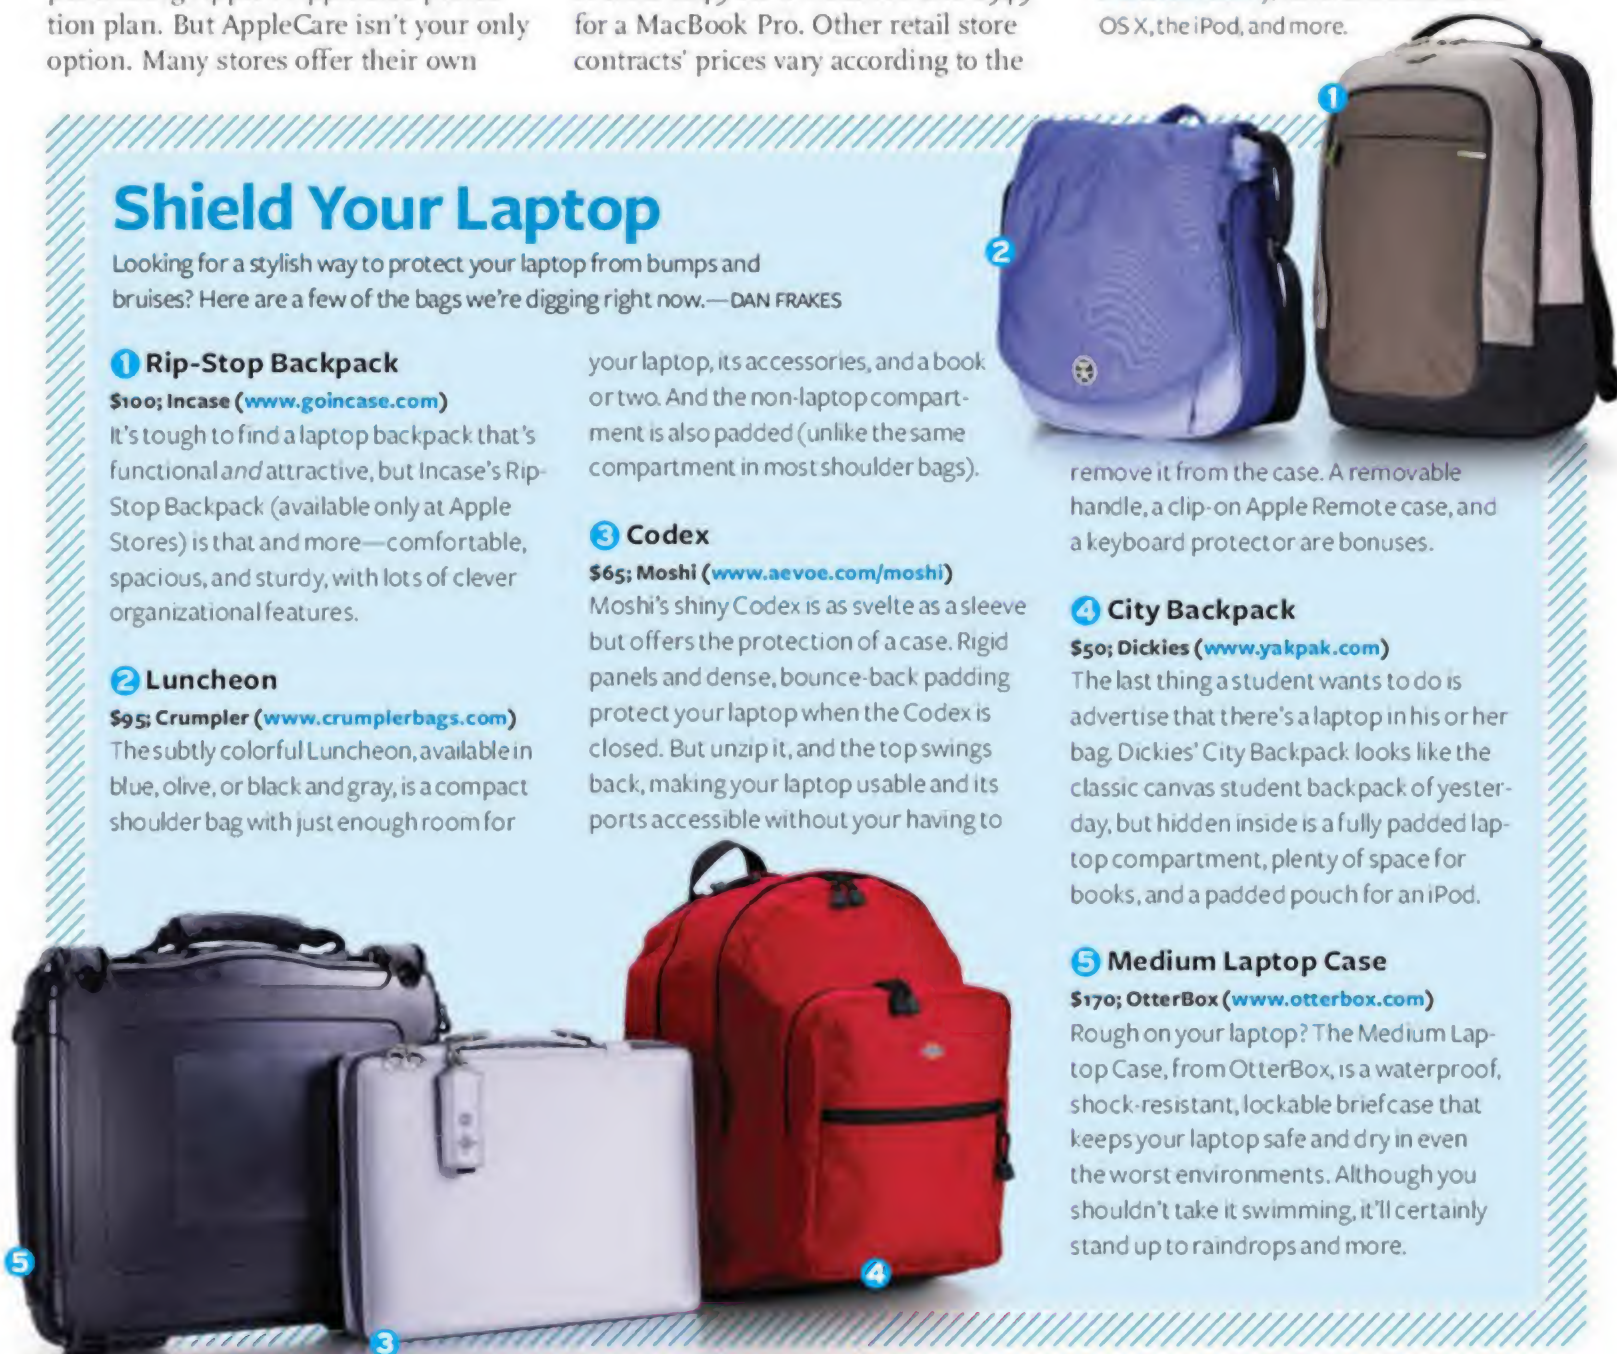 tion plan. But AppleCare isn't your only
option. Many stores offer their own
for a MacBook Pro. Other retail store
contracts' prices vary according to the
OS X, the iPod, and more.
Shield Your Laptop
Looking for a stylish way to protect your laptop from bumps and
bruises? Here are a few of the bags we're digging right now.—DAN FRAKES
1 Rip-Stop Backpack
$100; Incase (www.goincase.com)
It's tough to find a laptop backpack that's
functional and attractive, but Incase's Rip-
Stop Backpack (available only at Apple
Stores) is that and more—comfortable,
spacious, and sturdy, with lots of clever
organizational features.
2 Luncheon
$95; Crumpler (www.crumplerbags.com)
The subtly colorful Luncheon, available in
blue, olive, or black and gray, is a compact
shoulder bag with just enough room for
your laptop, its accessories, and a book
or two. And the non-laptop compart-
ment is also padded (unlike the same
compartment in most shoulder bags).
3 Codex
$65; Moshi (www.aevoe.com/moshi)
Moshi's shiny Codex is as svelte as a sleeve
but offers the protection of a case. Rigid
panels and dense, bounce-back padding
protect your laptop when the Codex is
closed. But unzip it, and the top swings
back, making your laptop usable and its
ports accessible without your having to
remove it from the case. A removable
handle, a clip-on Apple Remote case, and
a keyboard protector are bonuses.
4 City Backpack
$50; Dickies (www.yakpak.com)
The last thing a student wants to do is
advertise that there's a laptop in his or her
bag. Dickies' City Backpack looks like the
classic canvas student backpack of yester-
day, but hidden inside is a fully padded lap-
top compartment, plenty of space for
books, and a padded pouch for an iPod.
5 Medium Laptop Case
$170; OtterBox (www.otterbox.com)
Rough on your laptop? The Medium Lap-
top Case, from OtterBox, is a waterproof,
shock-resistant, lockable briefcase that
keeps your laptop safe and dry in even
the worst environments. Although you
shouldn't take it swimming, it'll certainly
stand up to raindrops and more.
1
2
5
3
4